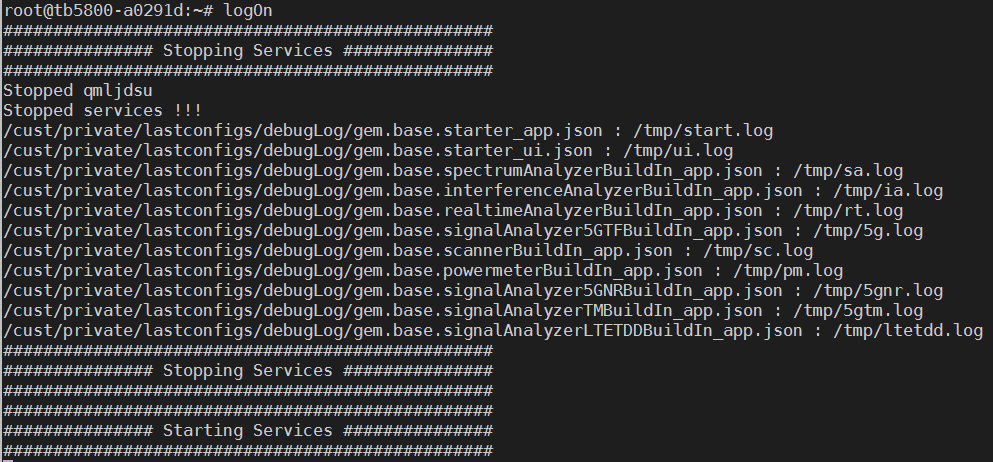 root@tb5800-a0291d:~# logOn
#################################################
############### Stopping Services ###############
#################################################
Stopped qmljdsu
Stopped services !!!
/cust/private/lastconfigs/debugLog/gem.base.starter_app.json : /tmp/start.log
/cust/private/lastconfigs/debugLog/gem.base.starter_ui.json : /tmp/ui.log
/cust/private/lastconfigs/debugLog/gem.base.spectrumAnalyzerBuildIn_app.json : /tmp/sa.log
/cust/private/lastconfigs/debugLog/gem.base.interferenceAnalyzerBuildIn_app.json : /tmp/ia.log
/cust/private/lastconfigs/debugLog/gem.base.realtimeAnalyzerBuildIn_app.json : /tmp/rt.log
/cust/private/lastconfigs/debugLog/gem.base.signalAnalyzer5GTFBuildIn_app.json : /tmp/5g.log
/cust/private/lastconfigs/debugLog/gem.base.scannerBuildIn_app.json : /tmp/sc.log
/cust/private/lastconfigs/debugLog/gem.base.powermeterBuildIn_app.json : /tmp/pm.log
/cust/private/lastconfigs/debugLog/gem.base.signalAnalyzer5GNRBuildIn_app.json : /tmp/5gnr.log
/cust/private/lastconfigs/debugLog/gem.base.signalAnalyzerTMBuildIn_app.json : /tmp/5gtm.log
/cust/private/lastconfigs/debugLog/gem.base.signalAnalyzerLTETDDBuildIn_app.json : /tmp/ltetdd.log
#################################################
############### Stopping Services ###############
#################################################
#################################################
############### Starting Services ###############
#################################################